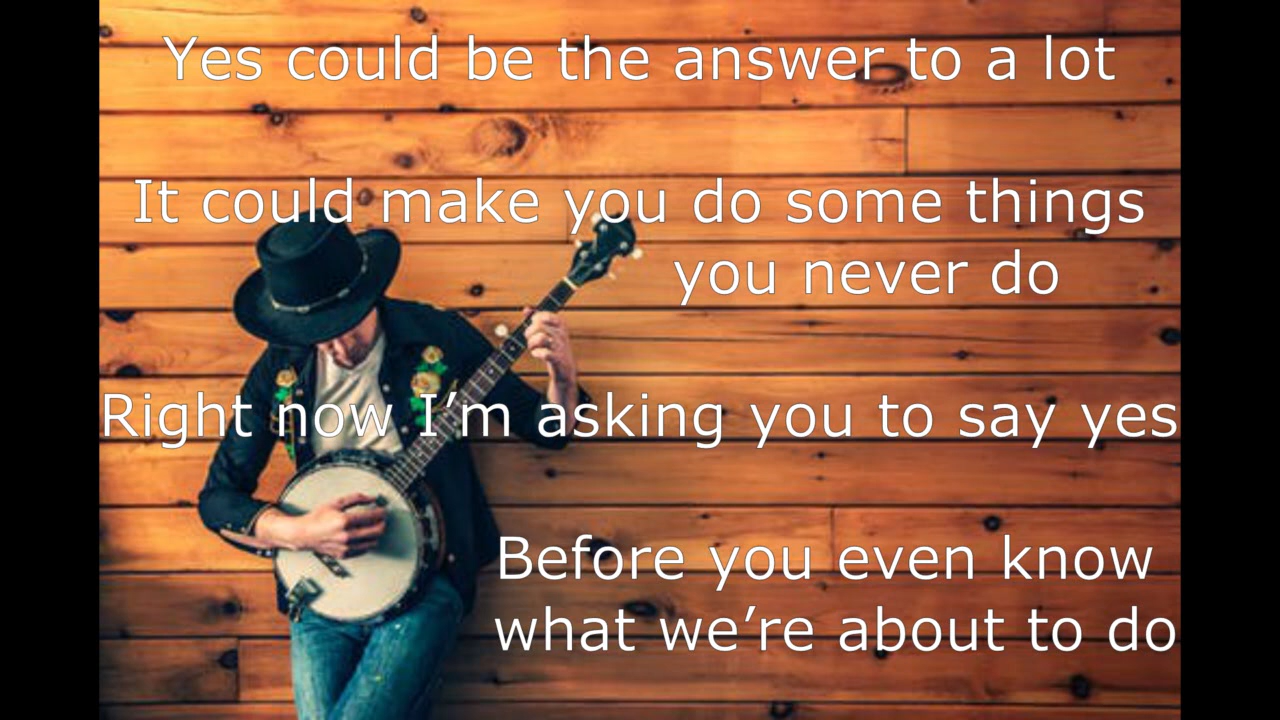 Yes could be the answer to a lot
It could make you do some things
you never do
Right now I’m asking you to say yes
Before you even know
what we’re about to do